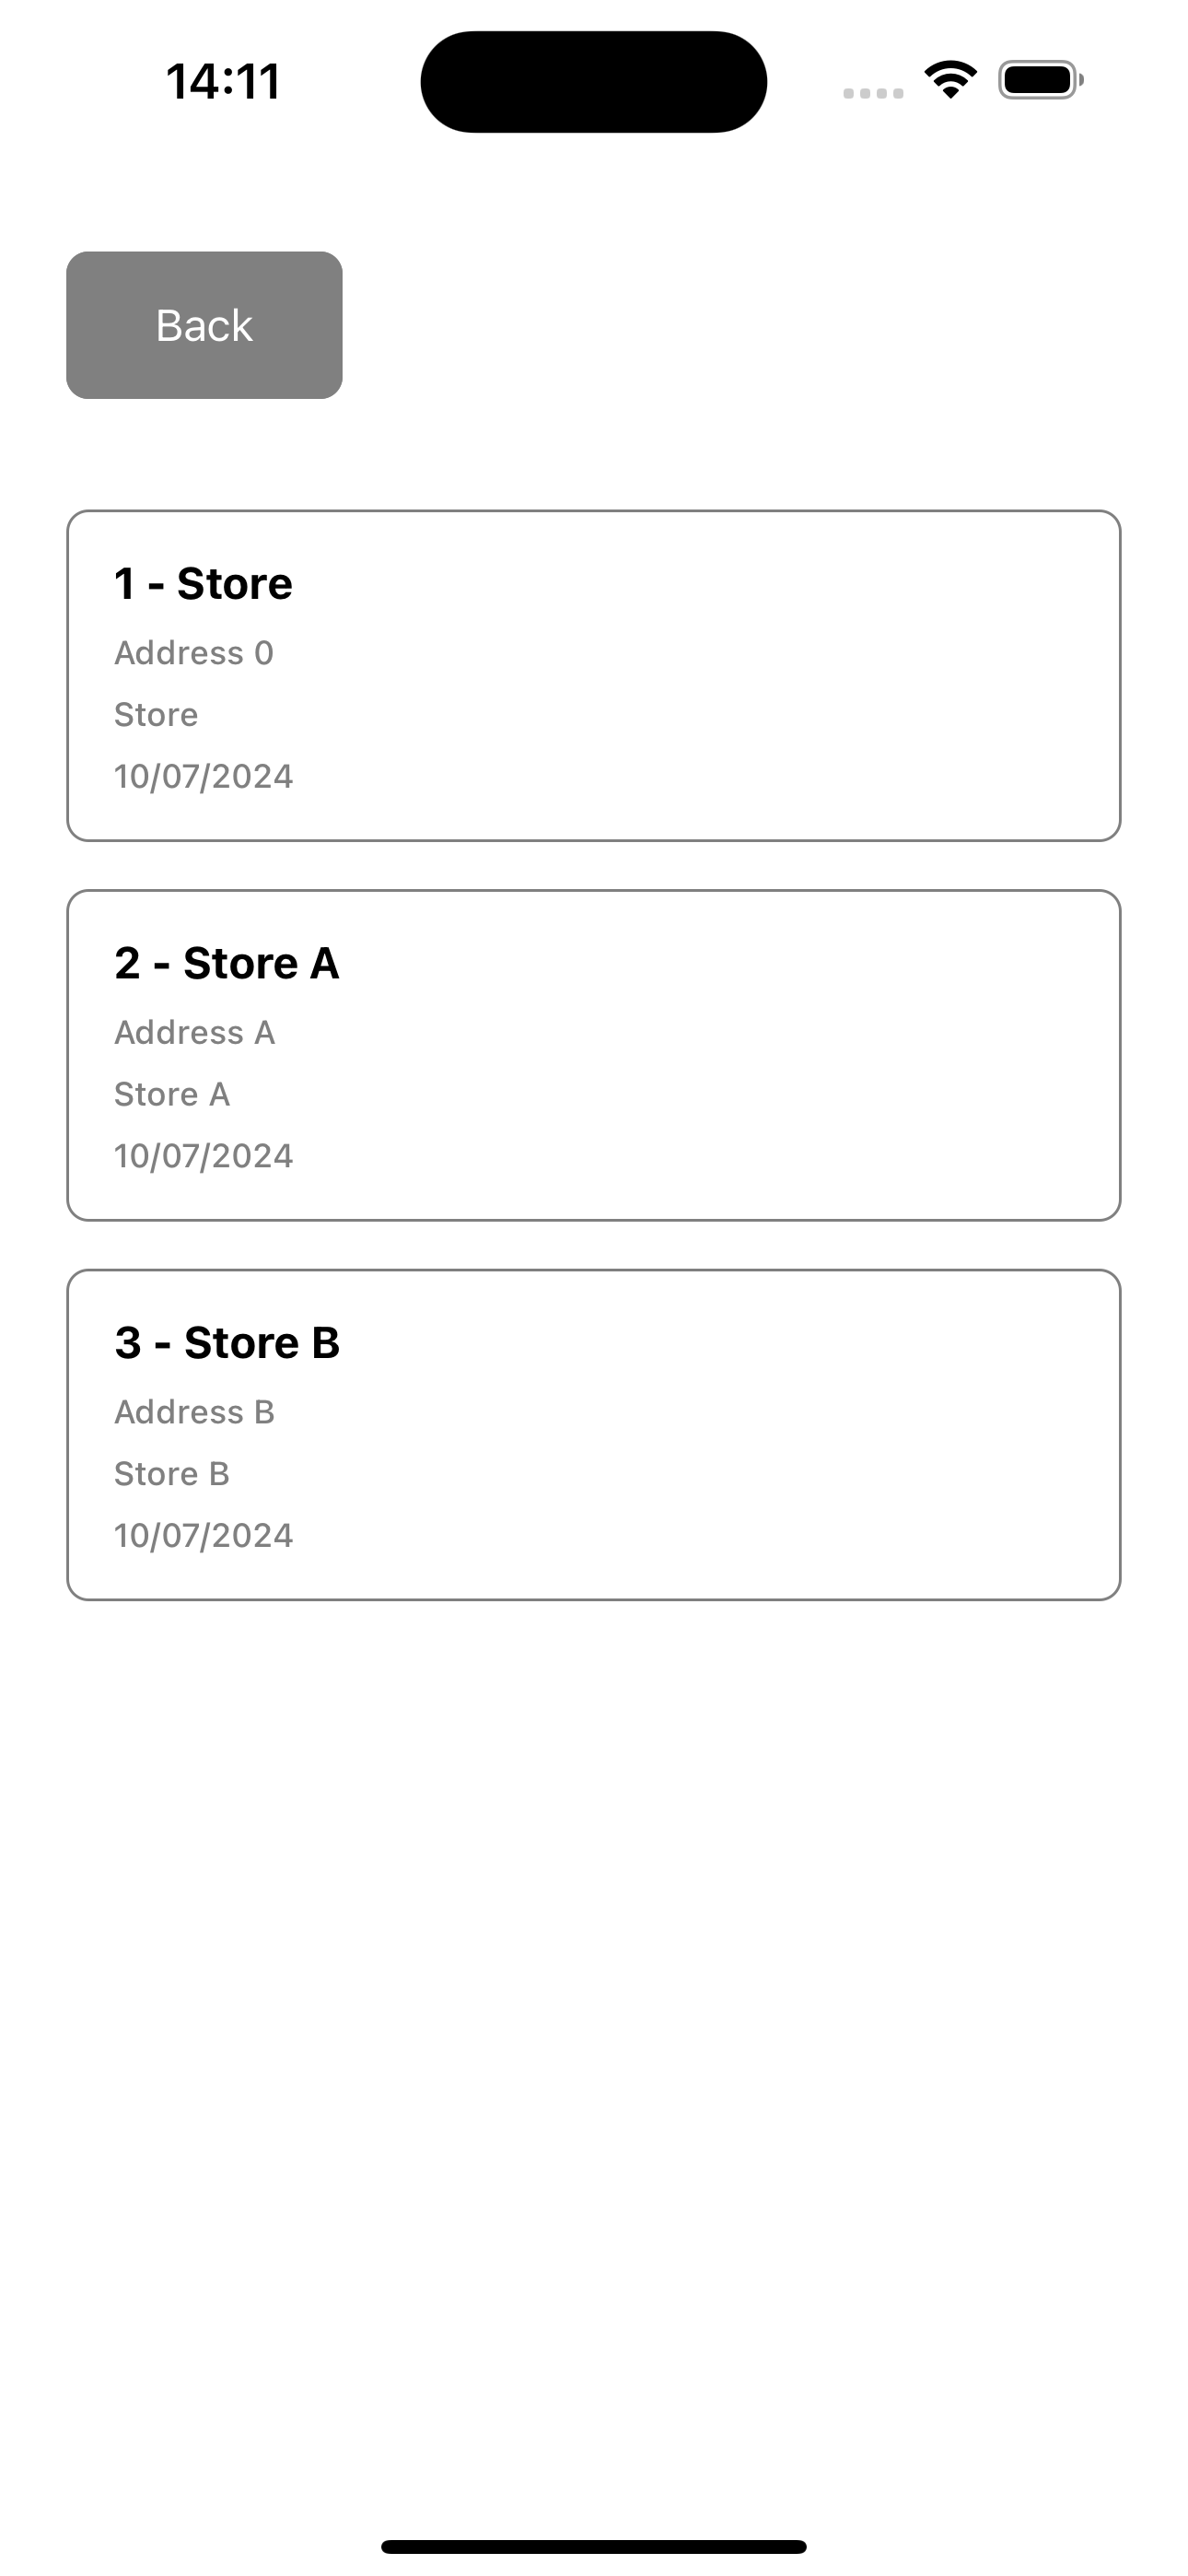 14:11
Back
1 - Store
Address 0
Store
10/07/2024
2 - Store A
Address A
Store A
10/07/2024
3 - Store B
Address B
Store B
10/07/2024